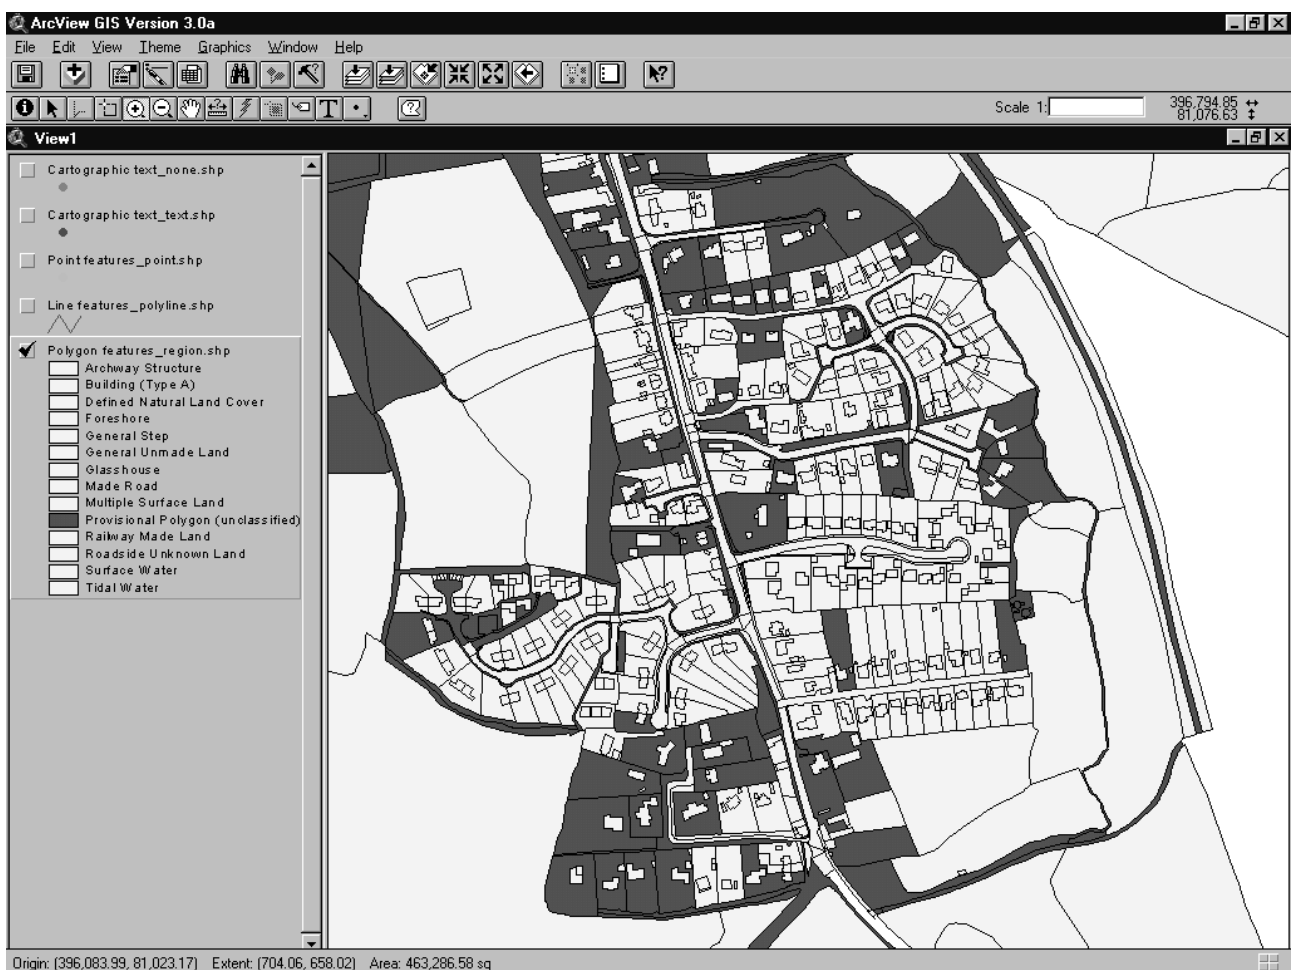 ArcView GIS Version 3.0a
File Edit View Theme Graphics Window Help
Scale 1: 396,794.85
81,076.63
View1
Cartographic text_none.shp
Cartographic text_text.shp
Point features_point.shp
Line features_polyline.shp
Polygon features_region.shp
Archway Structure
Building (Type A)
Defined Natural Land Cover
Foreshore
General Step
General Unmade Land
Glasshouse
Made Road
Multiple Surface Land
Provisional Polygon (unclassified)
Railway Made Land
Roadside Unknown Land
Surface Water
Tidal Water
Origin: (396,083.99, 81,023.17) Extent: (704.06, 658.02) Area: 463,286.58 sq